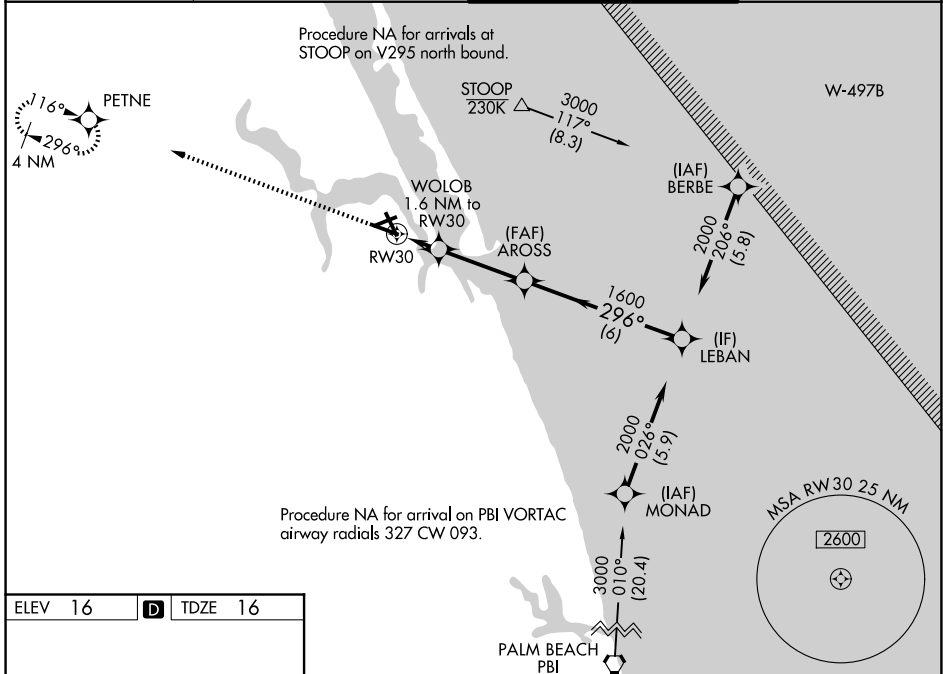 Procedure NA for arrivals at
STOOP on V295 north bound.
W-497B
STOOP
230K
3000
117°
(8.3)
116°
PETNE
296°
4 NM
(IAF)
BERBE
WOLOB
1.6 NM to
RW30
2000
206°
(5.8)
(FAF)
AROSS
RW30
1600
296°
(6)
(IF)
LEBAN
2000
026°
(5.9)
(IAF)
MONAD
MSA RW30 25 NM
2600
Procedure NA for arrival on PBI VORTAC
airway radials 327 CW 093.
3000
010°
(20.4)
ELEV 16 D TDZE 16
PALM BEACH
PBI